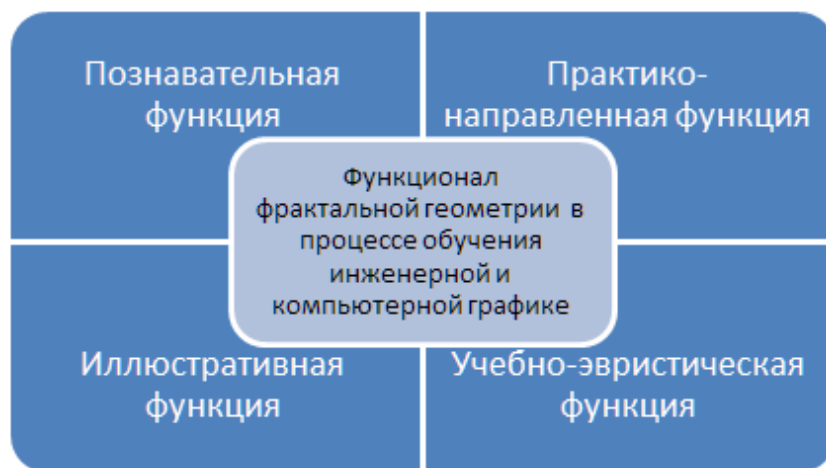 Познавательная
функция
Практико-
направленная функция
Функционал
фрактальной геометрии в
процессе обучения
инженерной и
компьютерной графике
Иллюстративная
функция
Учебно-эвристическая
функция